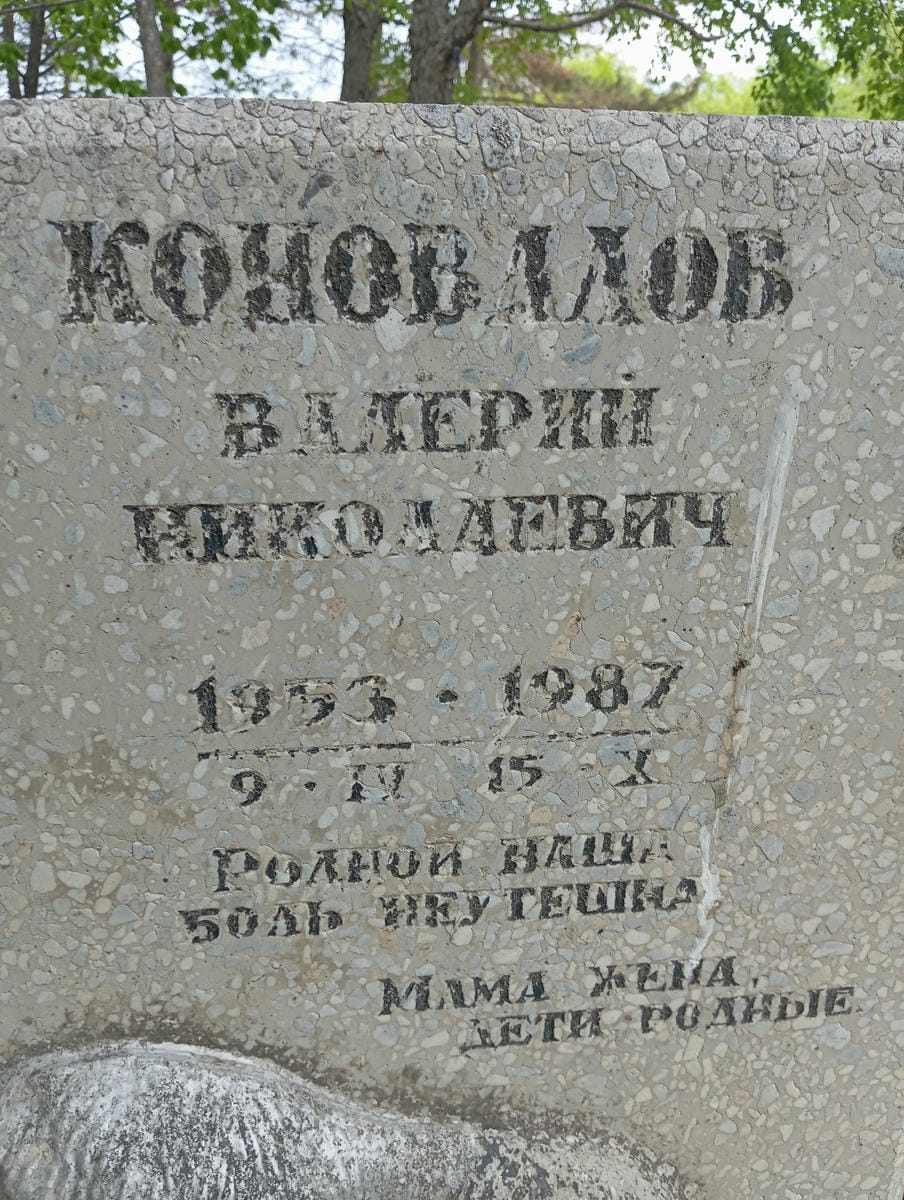 КОНОВАЛОВ
ВАЛЕРИЙ
НИКОЛАЕВИЧ
1953 · 1987
9 · IV 15 X
РОДНОЙ НАША
БОЛЬ НЕУТЕШНА
МАМА ЖЕНА,
ДЕТИ РОДНЫЕ